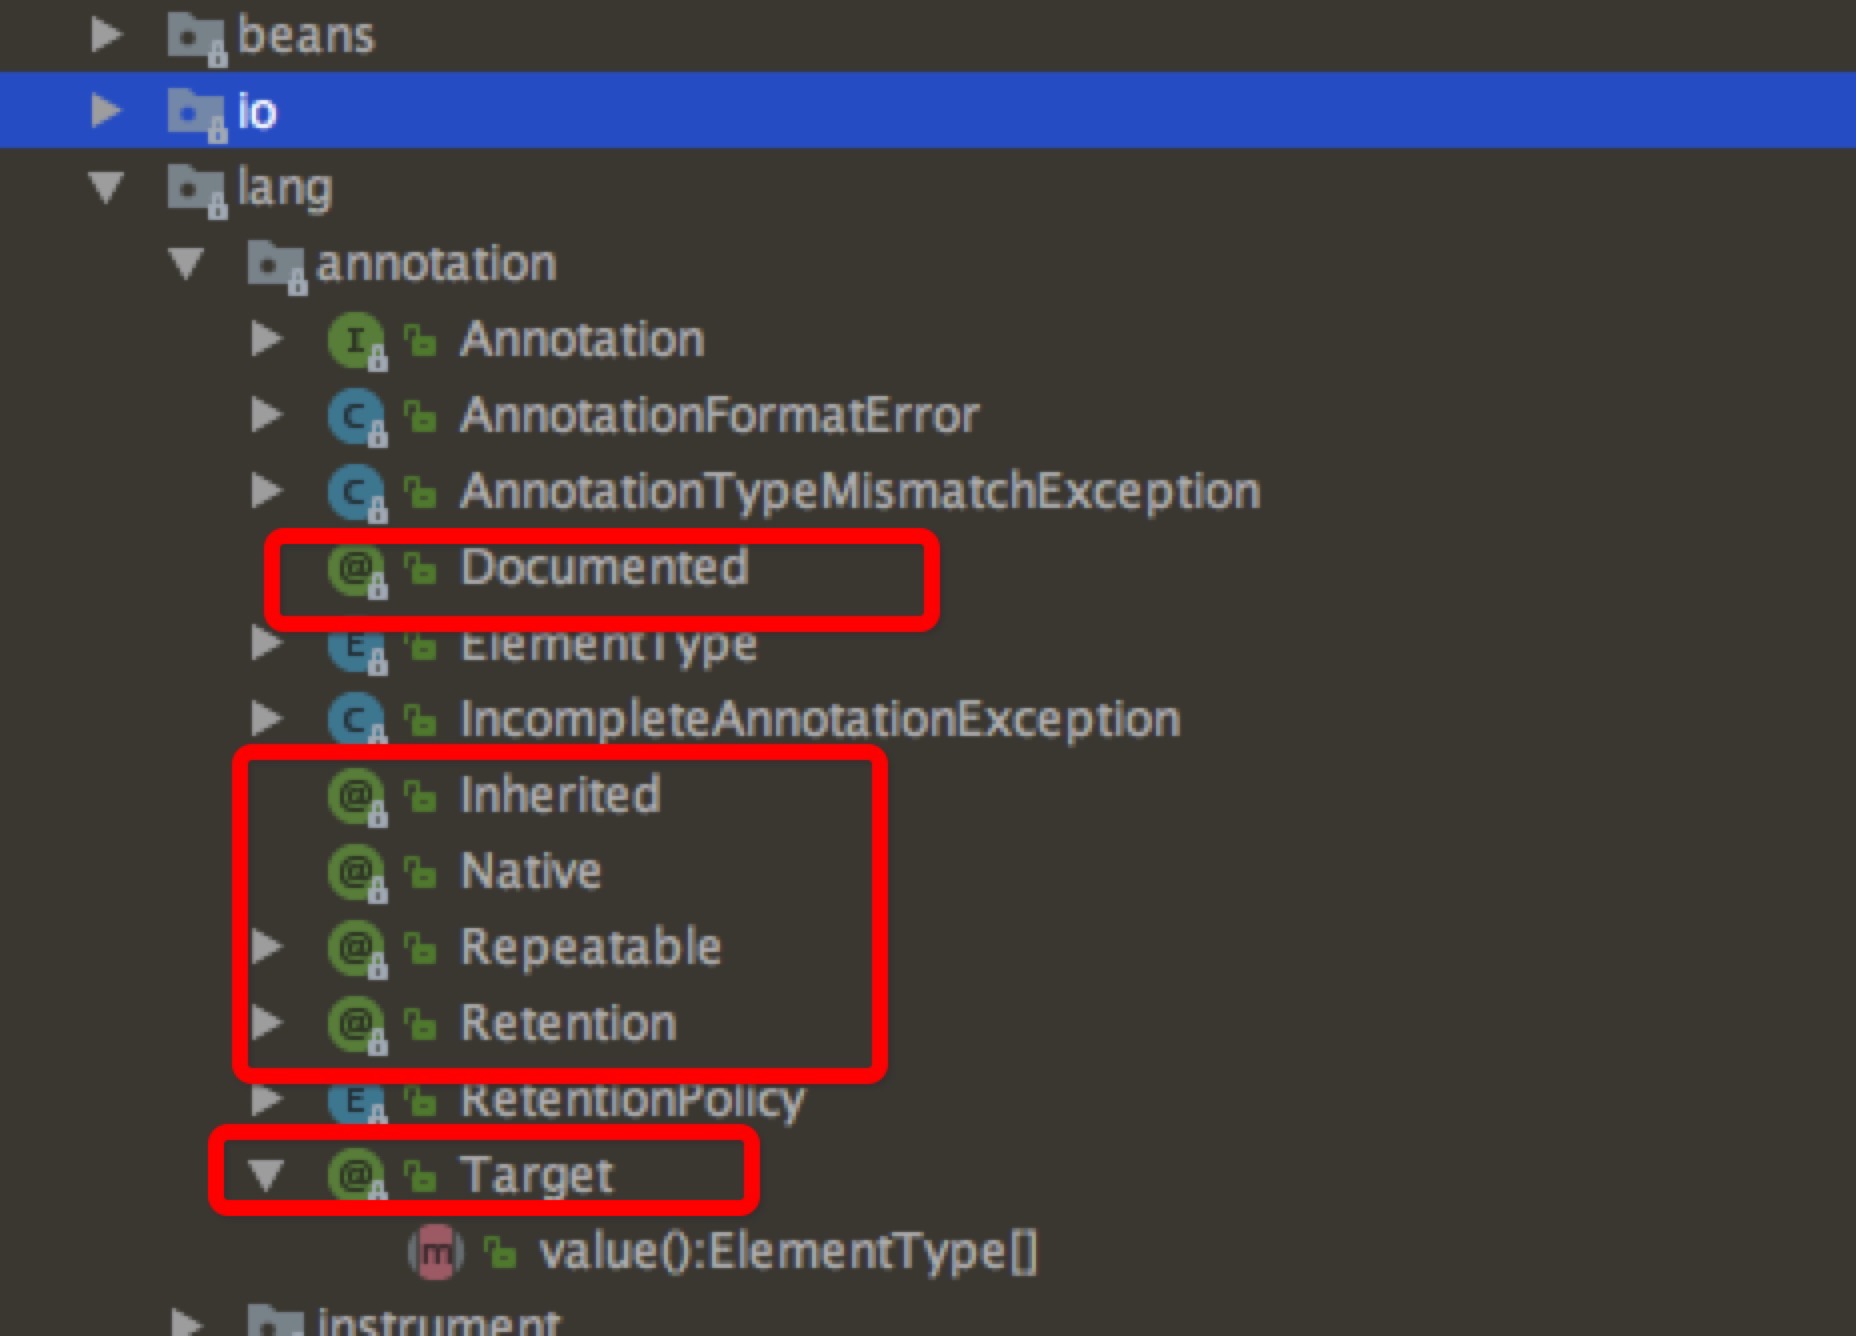 beans
io
lang
annotation
Annotation
AnnotationFormatError
AnnotationTypeMismatchException
Documented
ElementType
IncompleteAnnotationException
Inherited
Native
Repeatable
Retention
RetentionPolicy
Target
value():ElementType[]
instrument